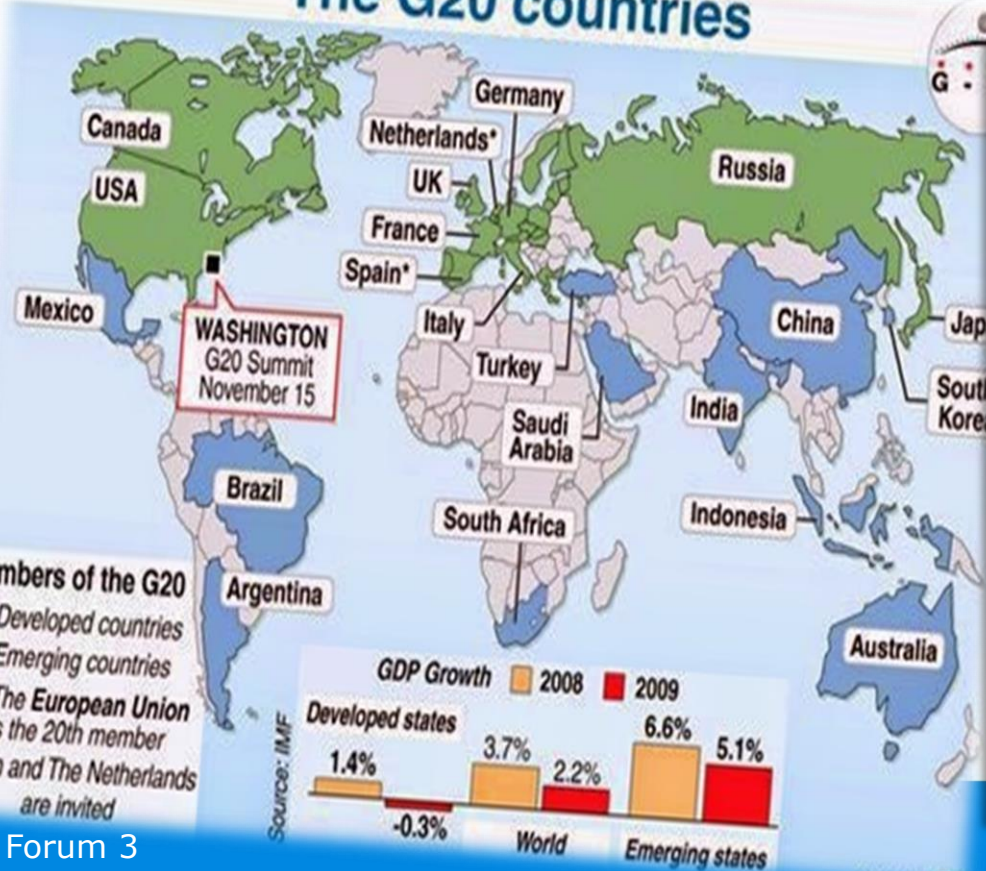 The G20 countries
G
Germany
Netherlands*
Canada
Russia
UK
USA
France
Spain*
Mexico
Italy
China
WASHINGTON
G20 Summit
November 15
Turkey
India
Saudi
Arabia
Brazil
South Africa
Indonesia
Argentina
Australia
of the G20
Developed countries
Emerging countries
The European Union
the 20th member
and The Netherlands
are invited
GDP Growth 2008 2009
Developed states
1.4%
-0.3%
3.7%
2.2%
World
6.6%
5.1%
Emerging states
Source: IMF
Forum 3